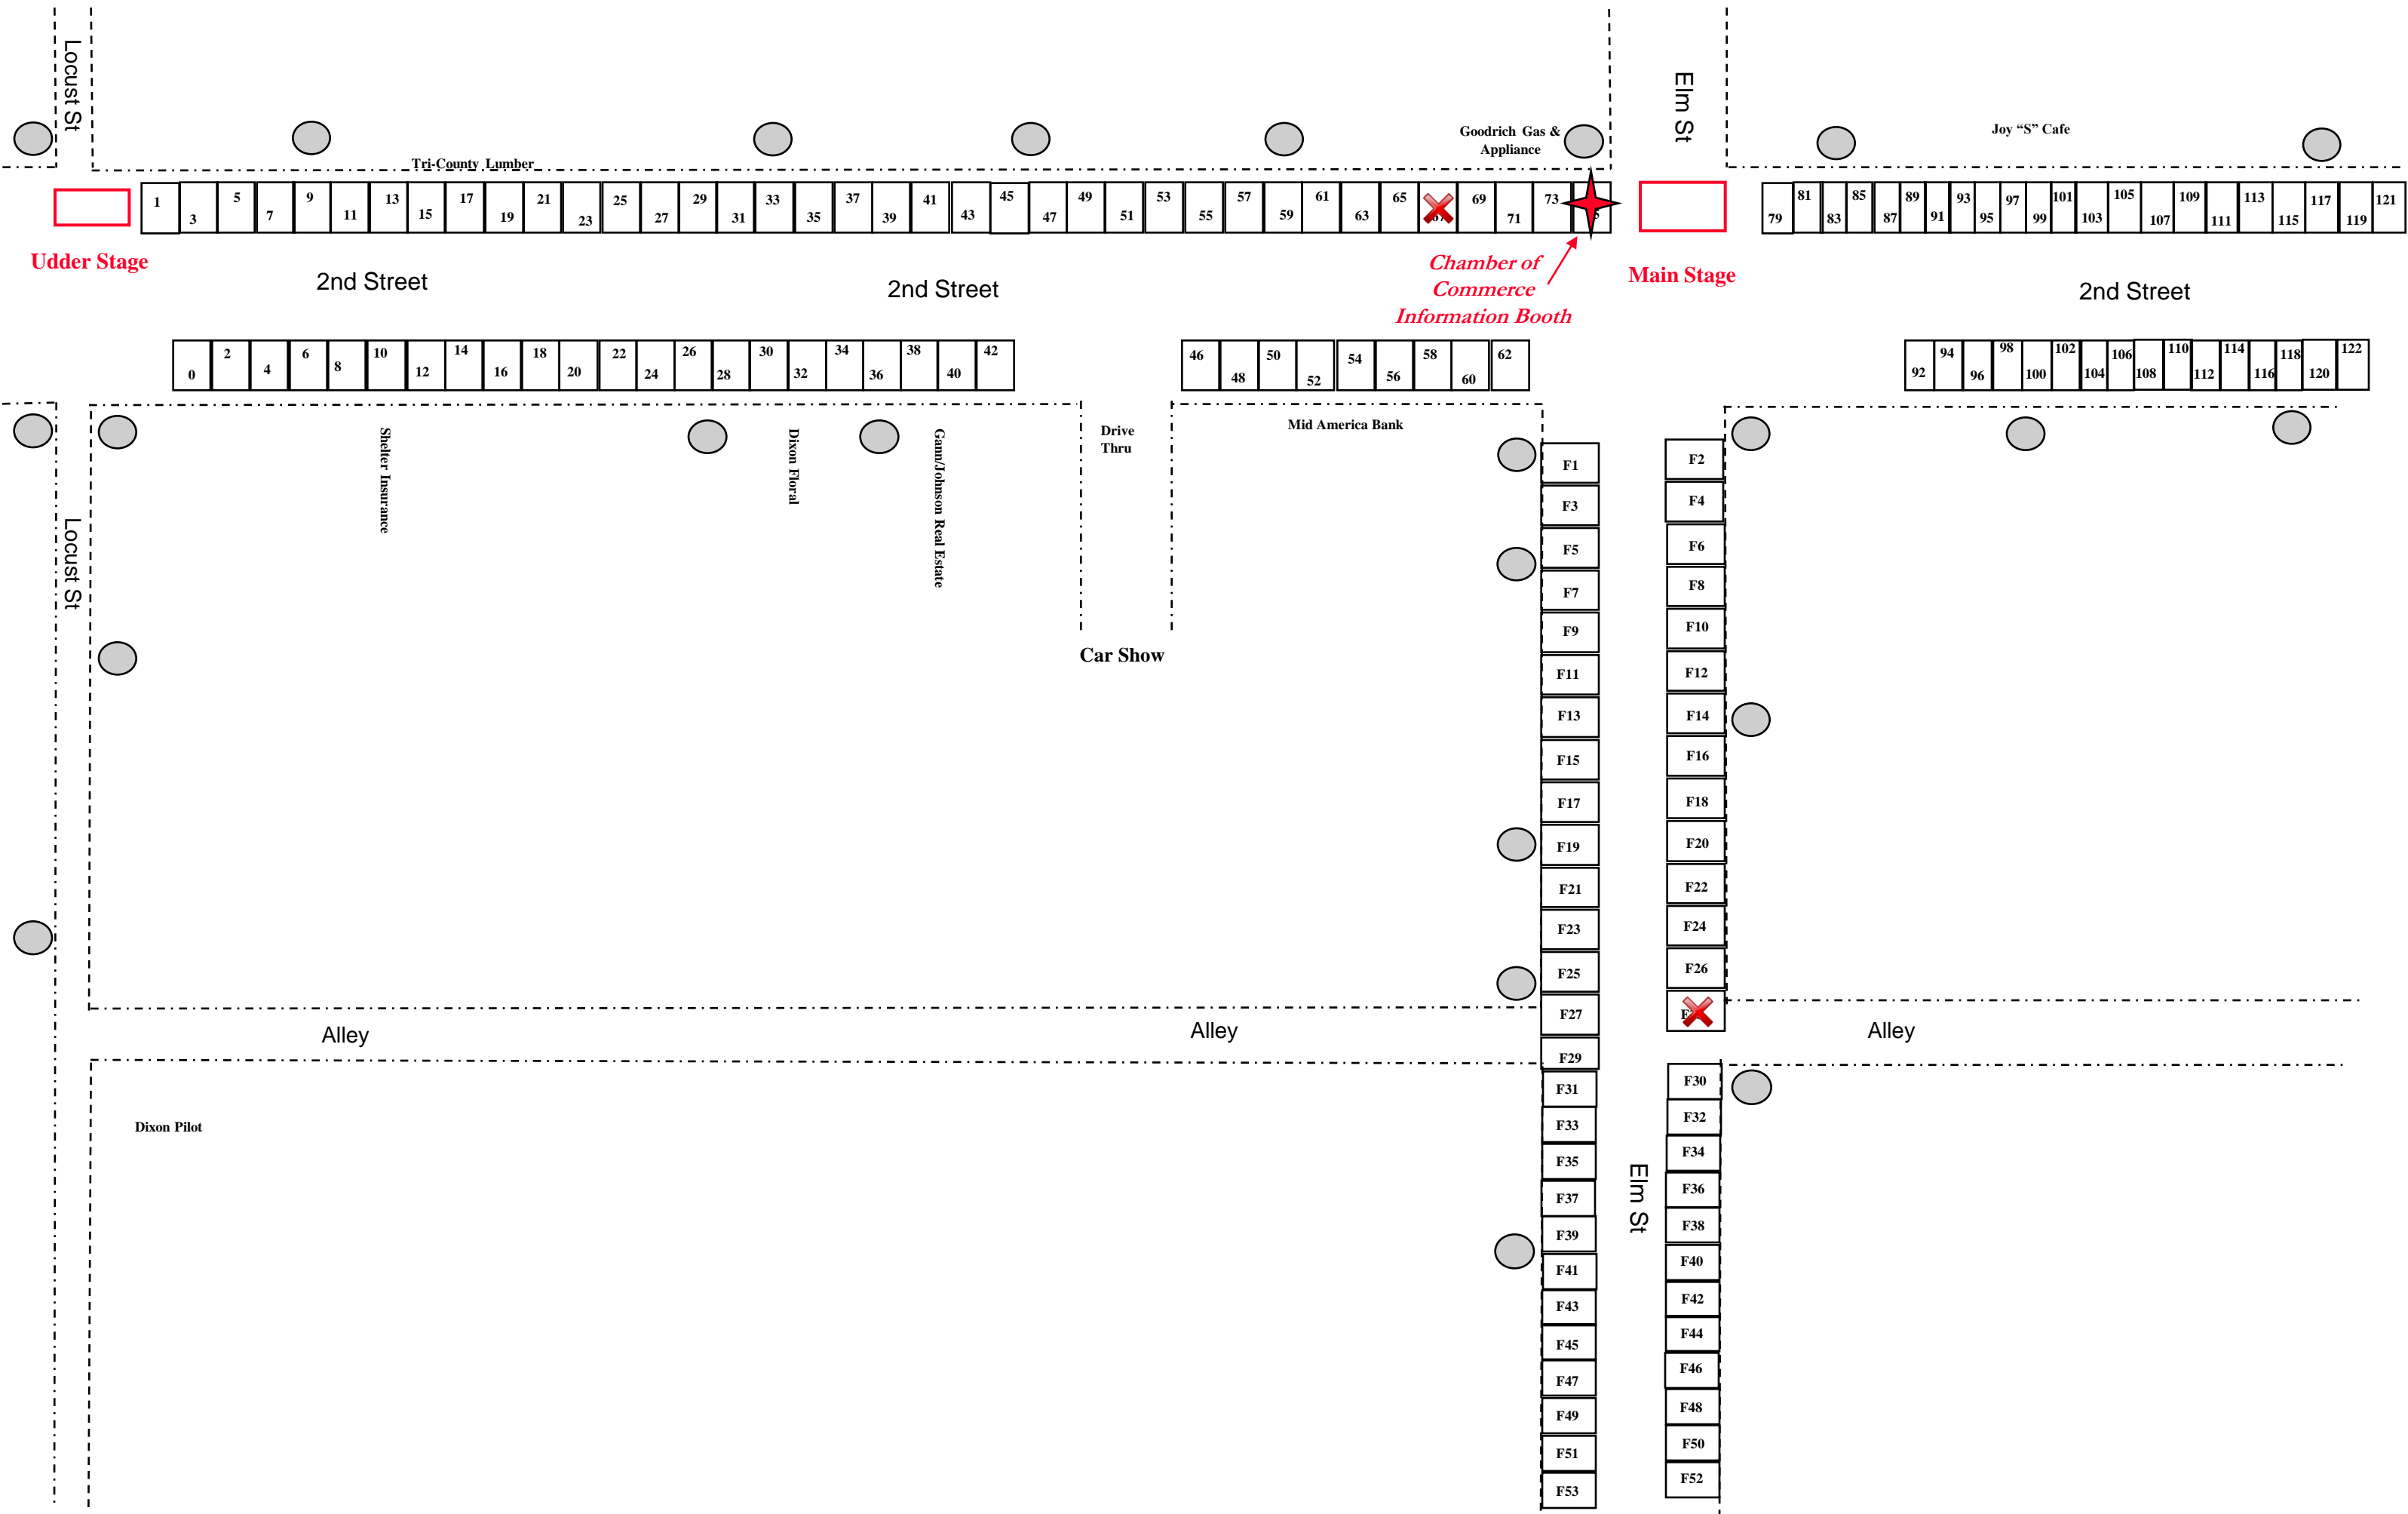 Locust St
Elm St
Goodrich Gas &
Appliance
Joy “S” Cafe
Tri-County Lumber
1 3 5 7 9 11 13 15 17 19 21 23 25 27 29 31 33 35 37 39 41 43 45 47 49 51 53 55 57 59 61 63 65 69 71 73
79 81 83 85 87 89 91 93 95 97 99 101 103 105 107 109 111 113 115 117 119 121
Udder Stage
Chamber of
Commerce
Information Booth
Main Stage
2nd Street
2nd Street
2nd Street
0 2 4 6 8 10 12 14 16 18 20 22 24 26 28 30 32 34 36 38 40 42
46 48 50 52 54 56 58 60 62
92 94 96 98 100 102 104 106 108 110 112 114 116 118 120 122
Locust St
Shelter Insurance
Dixon Floral
Gann/Johnson Real Estate
Drive
Thru
Mid America Bank
Car Show
F1
F3
F5
F7
F9
F11
F13
F15
F17
F19
F21
F23
F25
F27
F29
F31
F33
F35
F37
F39
F41
F43
F45
F47
F49
F51
F53
F2
F4
F6
F8
F10
F12
F14
F16
F18
F20
F22
F24
F26
F30
F32
F34
F36
F38
F40
F42
F44
F46
F48
F50
F52
Alley
Alley
Alley
Dixon Pilot
Elm St